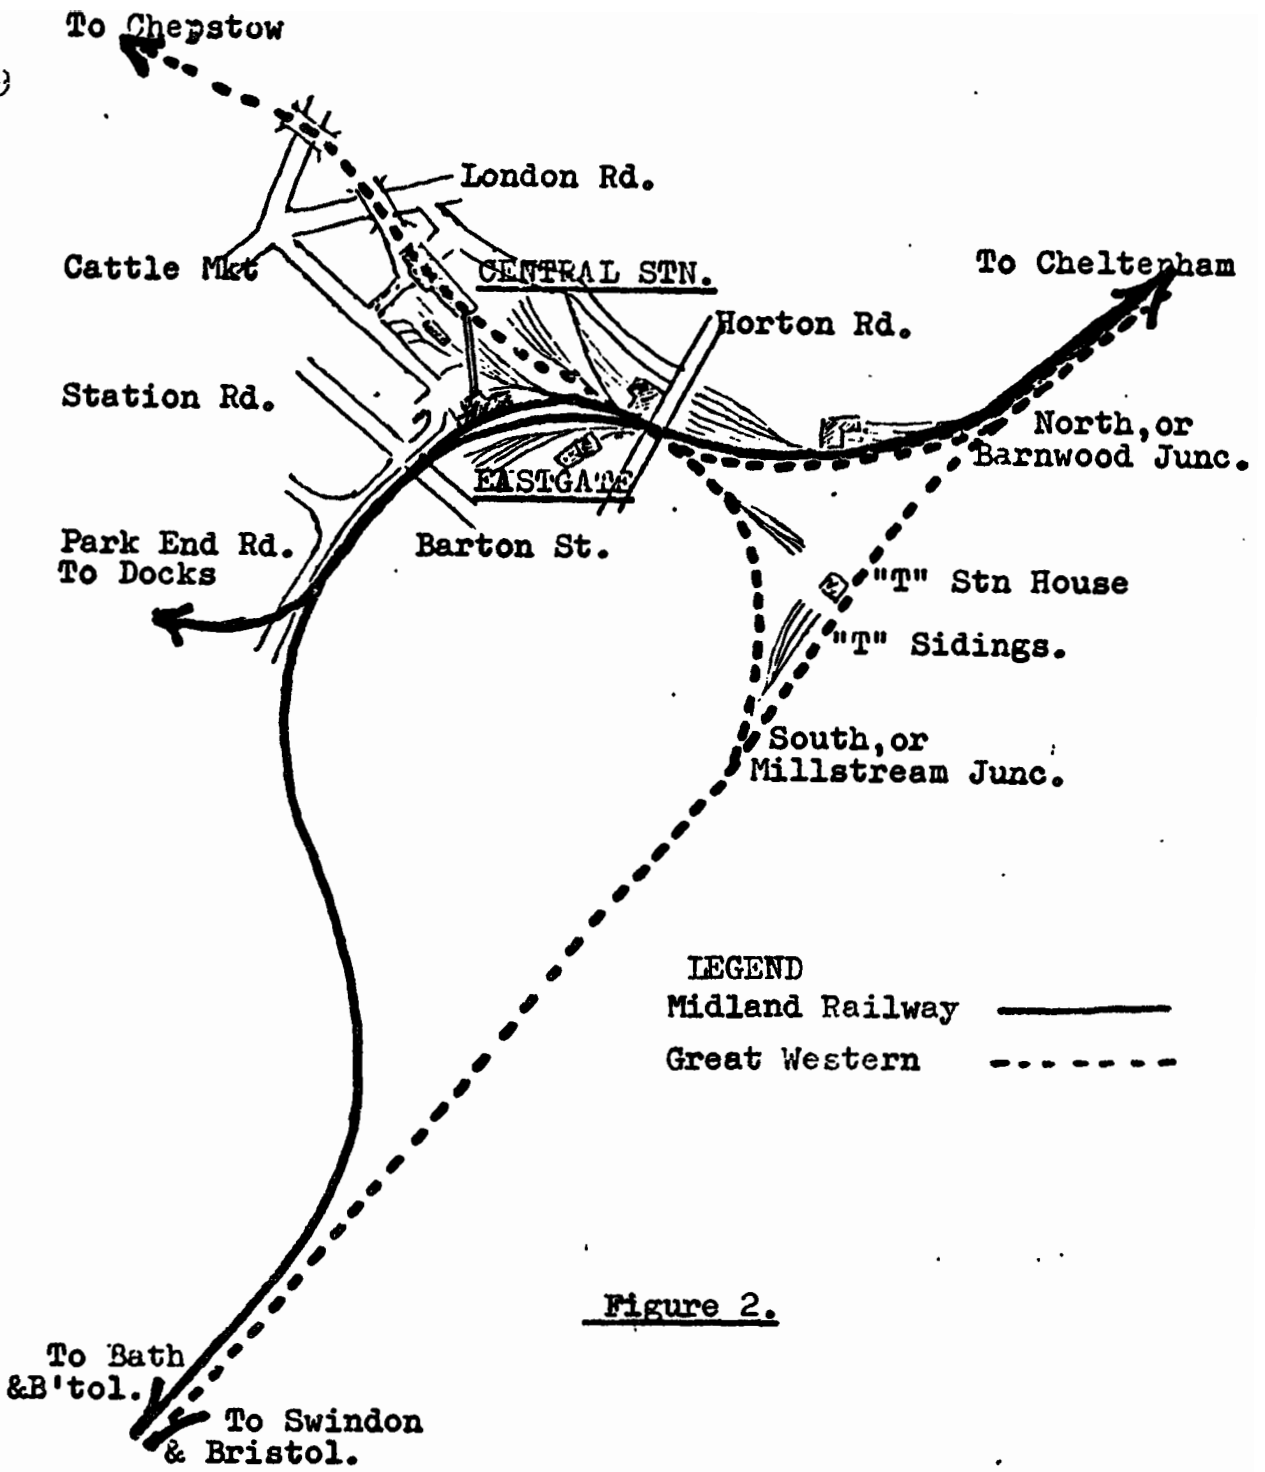 To Chepstow
London Rd.
Cattle Mkt
CENTRAL STN.
To Cheltenham
Horton Rd.
Station Rd.
North, or
Barnwood Junc.
EASTGATE
Park End Rd.
To Docks
Barton St.
"T" Stn House
"T" Sidings.
South, or
Millstream Junc.
LEGEND
Midland Railway
Great Western
Figure 2.
To Bath
&B'tol.
To Swindon
& Bristol.